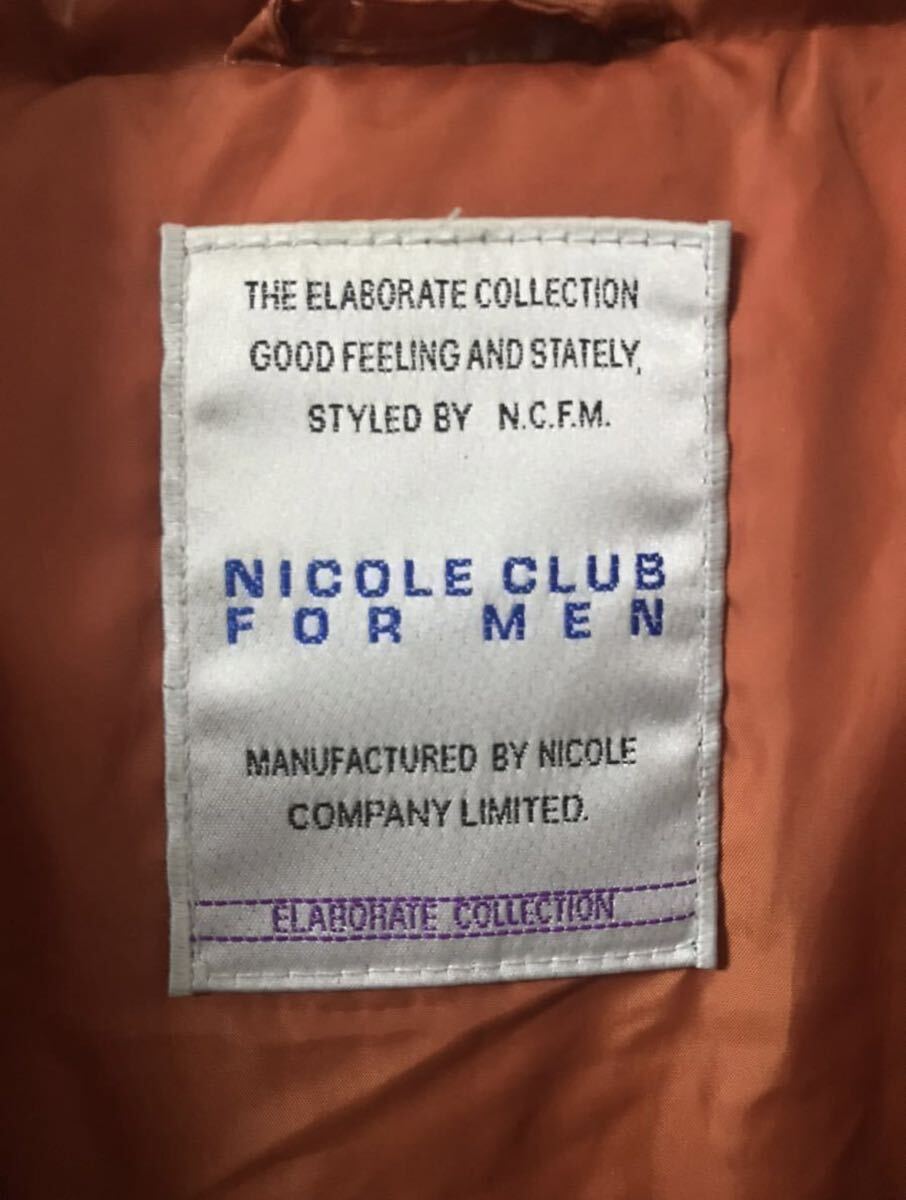 THE ELABORATE COLLECTION
GOOD FEELING AND STATELY,
STYLED BY N.C.F.M.
NICOLE CLUB
FOR MEN
MANUFACTURED BY NICOLE
COMPANY LIMITED.
ELABORATE COLLECTION